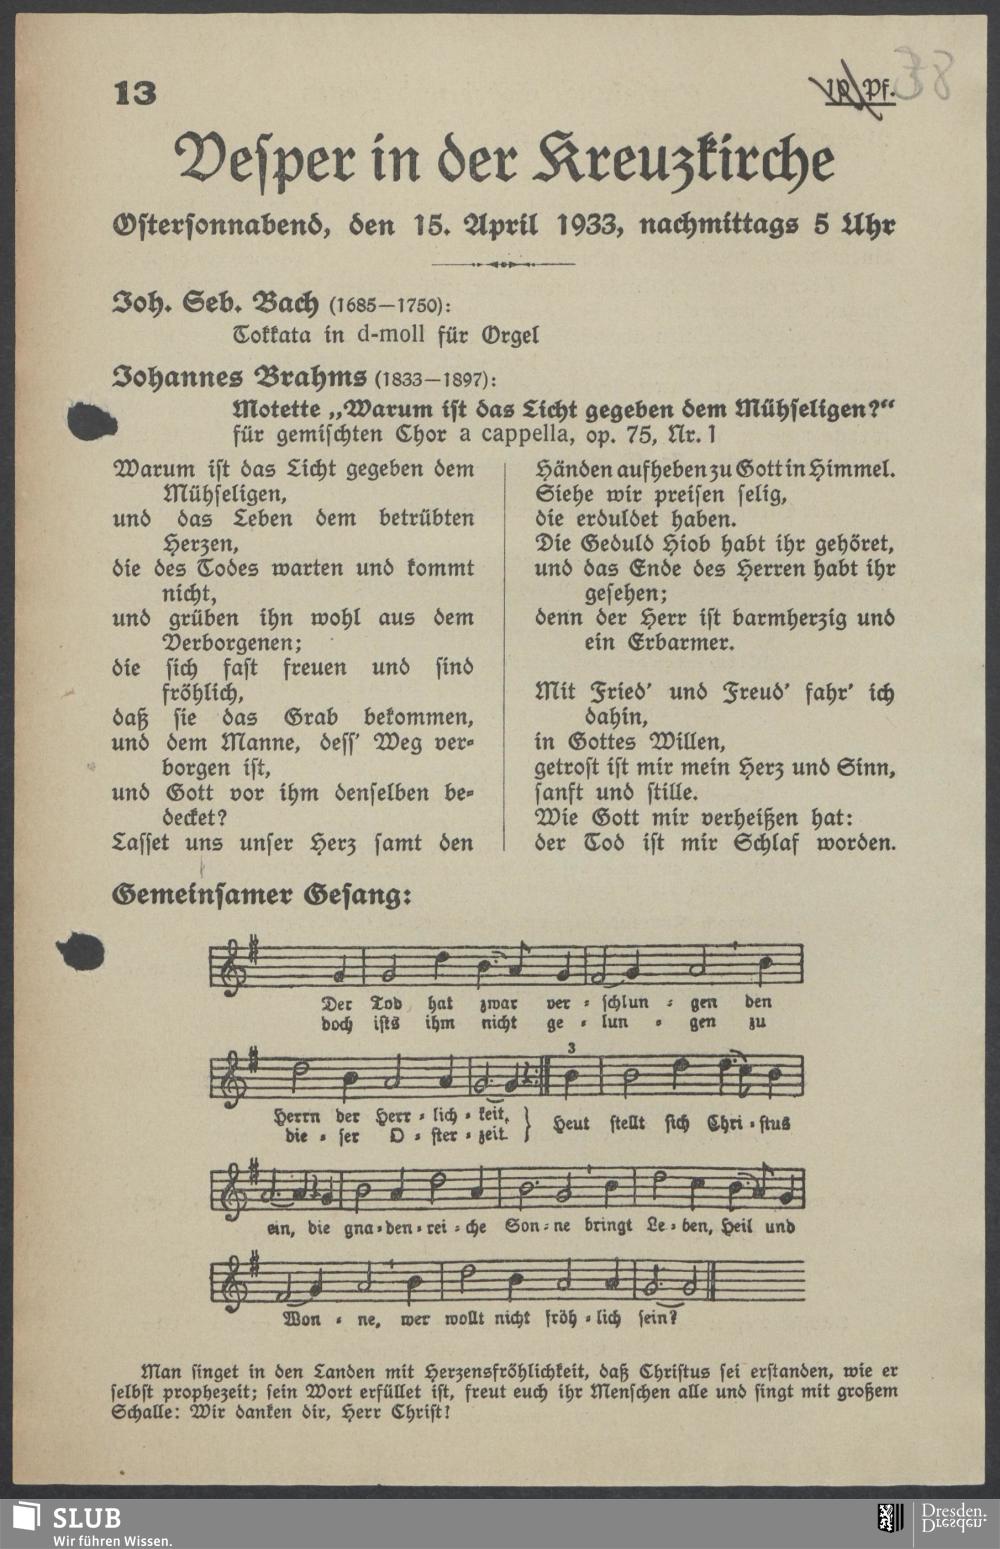 13
10 Pf.
38
Vesper in der Kreuzkirche
Ostersonnabend, den 15. April 1933, nachmittags 5 Uhr
Joh. Seb. Bach (1685—1750):
Tokkata in d-moll für Orgel
Johannes Brahms (1833—1897):
Motette „Warum ist das Licht gegeben dem Mühseligen?“
für gemischten Chor a cappella, op. 75, Nr. 1
Warum ist das Licht gegeben dem
Mühseligen,
und das Leben dem betrübten
Herzen,
die des Todes warten und kommt
nicht,
und grüben ihn wohl aus dem
Verborgenen;
die sich fast freuen und sind
fröhlich,
daß sie das Grab bekommen,
und dem Manne, dess' Weg ver-
borgen ist,
und Gott vor ihm denselben be-
decket?
Lasset uns unser Herz samt den
Händen aufheben zu Gott in Himmel.
Siehe wir preisen selig,
die erduldet haben.
Die Geduld Hiob habt ihr gehöret,
und das Ende des Herren habt ihr
gesehen;
denn der Herr ist barmherzig und
ein Erbarmer.
Mit Fried' und Freud' fahr' ich
dahin,
in Gottes Willen,
getrost ist mir mein Herz und Sinn,
sanft und stille.
Wie Gott mir verheißen hat:
der Tod ist mir Schlaf worden.
Gemeinsamer Gesang:
Der Tod hat zwar ver - schlun - gen den
doch ists ihm nicht ge - lun - gen zu
3
Herrn der Herr - lich - keit, } Heut stellt sich Chri - stus
die - ser O - ster - zeit.
ein, die gna - den - rei - che Son - ne bringt Le - ben, Heil und
Won - ne, wer wollt nicht fröh - lich sein?
Man singet in den Landen mit Herzensfröhlichkeit, daß Christus sei erstanden, wie er
selbst prophezeit; sein Wort erfüllet ist, freut euch ihr Menschen alle und singt mit großem
Schalle: Wir danken dir, Herr Christ!
SLUB
Wir führen Wissen.
Dresden.
Dresden.